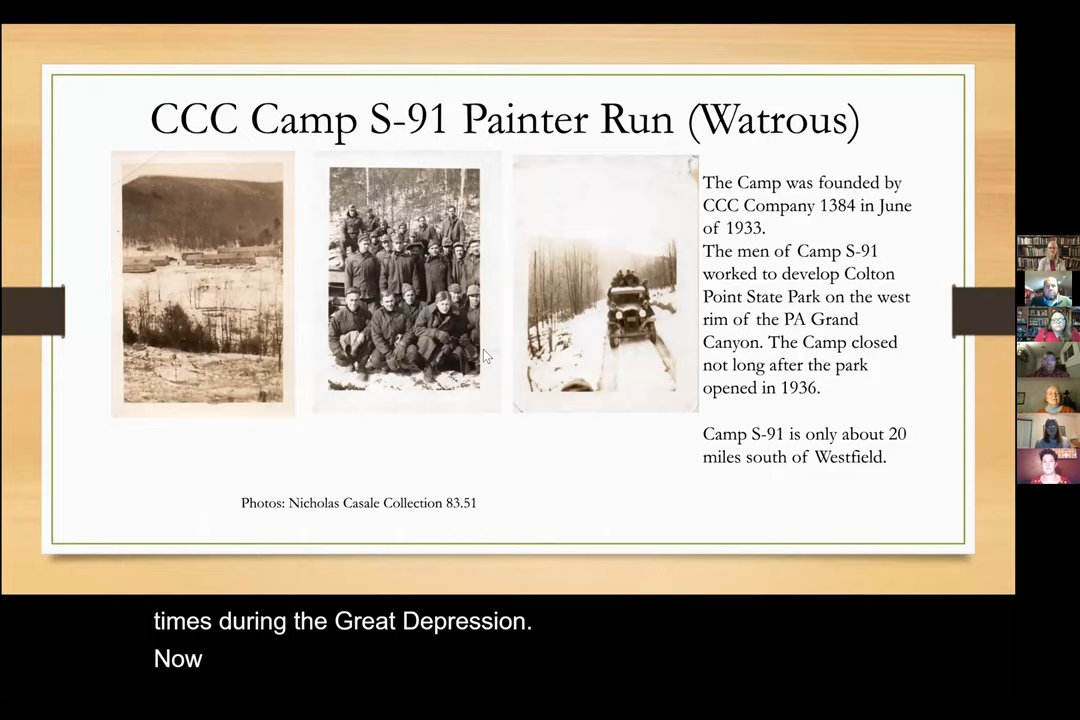 CCC Camp S-91 Painter Run (Watrous)
The Camp was founded by
CCC Company 1384 in June
of 1933.
The men of Camp S-91
worked to develop Colton
Point State Park on the west
rim of the PA Grand
Canyon. The Camp closed
not long after the park
opened in 1936.
Camp S-91 is only about 20
miles south of Westfield.
Photos: Nicholas Casale Collection 83.51
times during the Great Depression.
Now